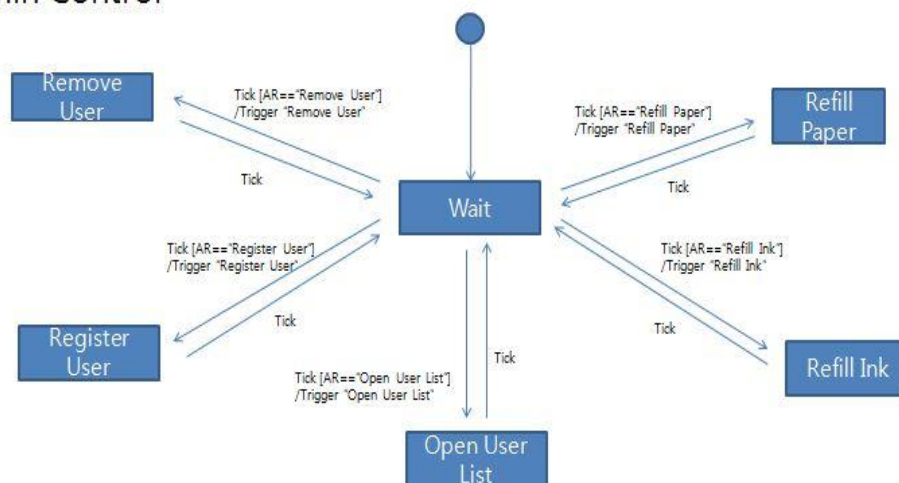 Control
Remove
User
Tick [AR=="Remove User"]
/Trigger "Remove User"
Tick
Tick [AR=="Refill Paper"]
/Trigger "Refill Paper"
Tick
Refill
Paper
Wait
Tick [AR=="Register User"]
/Trigger "Register User"
Tick
Register
User
Tick [AR=="Refill Ink"]
/Trigger "Refill Ink"
Tick
Refill Ink
Tick [AR=="Open User List"]
/Trigger "Open User List"
Tick
Open User
List